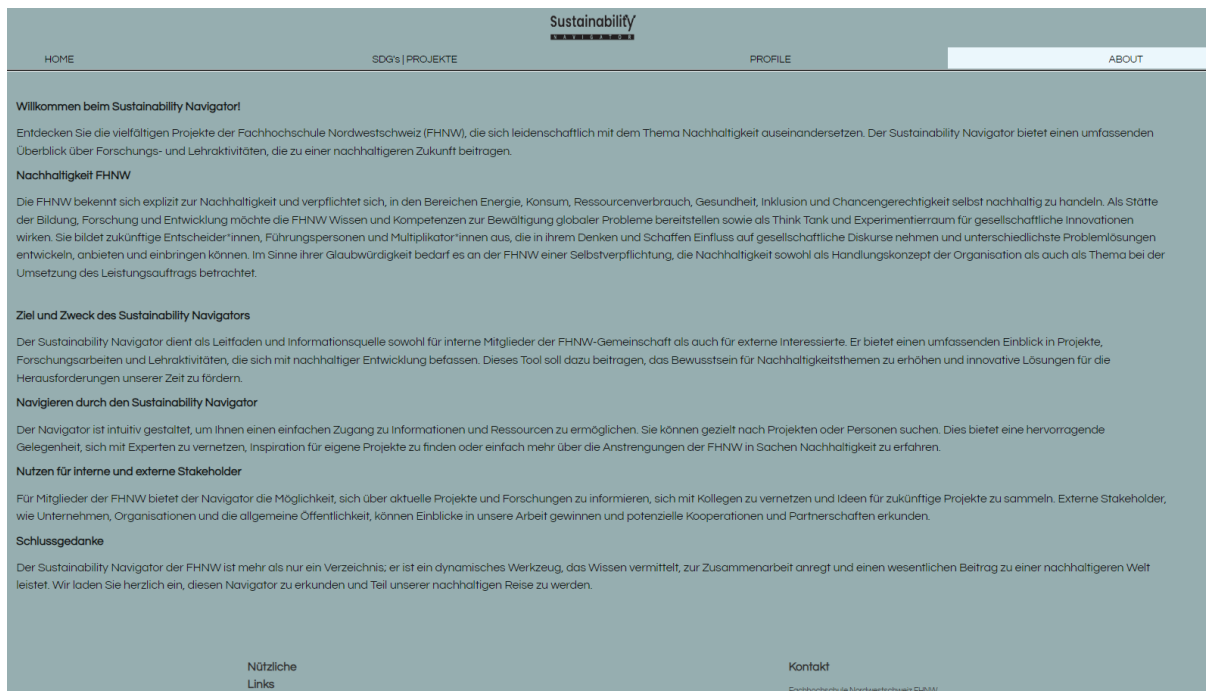 Sustainability
NAVIGATOR
HOME
SDG's | PROJEKTE
PROFILE
ABOUT
Willkommen beim Sustainability Navigator!
Entdecken Sie die vielfältigen Projekte der Fachhochschule Nordwestschweiz (FHNW), die sich leidenschaftlich mit dem Thema Nachhaltigkeit auseinandersetzen. Der Sustainability Navigator bietet einen umfassenden
Überblick über Forschungs- und Lehraktivitäten, die zu einer nachhaltigeren Zukunft beitragen.
Nachhaltigkeit FHNW
Die FHNW bekennt sich explizit zur Nachhaltigkeit und verpflichtet sich, in den Bereichen Energie, Konsum, Ressourcenverbrauch, Gesundheit, Inklusion und Chancengerechtigkeit selbst nachhaltig zu handeln. Als Stätte
der Bildung, Forschung und Entwicklung möchte die FHNW Wissen und Kompetenzen zur Bewältigung globaler Probleme bereitstellen sowie als Think Tank und Experimentierraum für gesellschaftliche Innovationen
wirken. Sie bildet zukünftige Entscheider*innen, Führungspersonen und Multiplikator*innen aus, die in ihrem Denken und Schaffen Einfluss auf gesellschaftliche Diskurse nehmen und unterschiedlichste Problemlösungen
entwickeln, anbieten und einbringen können. Im Sinne ihrer Glaubwürdigkeit bedarf es an der FHNW einer Selbstverpflichtung, die Nachhaltigkeit sowohl als Handlungskonzept der Organisation als auch als Thema bei der
Umsetzung des Leistungsauftrags betrachtet.
Ziel und Zweck des Sustainability Navigators
Der Sustainability Navigator dient als Leitfaden und Informationsquelle sowohl für interne Mitglieder der FHNW-Gemeinschaft als auch für externe Interessierte. Er bietet einen umfassenden Einblick in Projekte,
Forschungsarbeiten und Lehraktivitäten, die sich mit nachhaltiger Entwicklung befassen. Dieses Tool soll dazu beitragen, das Bewusstsein für Nachhaltigkeitsthemen zu erhöhen und innovative Lösungen für die
Herausforderungen unserer Zeit zu fördern.
Navigieren durch den Sustainability Navigator
Der Navigator ist intuitiv gestaltet, um Ihnen einen einfachen Zugang zu Informationen und Ressourcen zu ermöglichen. Sie können gezielt nach Projekten oder Personen suchen. Dies bietet eine hervorragende
Gelegenheit, sich mit Experten zu vernetzen, Inspiration für eigene Projekte zu finden oder einfach mehr über die Anstrengungen der FHNW in Sachen Nachhaltigkeit zu erfahren.
Nutzen für interne und externe Stakeholder
Für Mitglieder der FHNW bietet der Navigator die Möglichkeit, sich über aktuelle Projekte und Forschungen zu informieren, sich mit Kollegen zu vernetzen und Ideen für zukünftige Projekte zu sammeln. Externe Stakeholder,
wie Unternehmen, Organisationen und die allgemeine Öffentlichkeit, können Einblicke in unsere Arbeit gewinnen und potenzielle Kooperationen und Partnerschaften erkunden.
Schlussgedanke
Der Sustainability Navigator der FHNW ist mehr als nur ein Verzeichnis; er ist ein dynamisches Werkzeug, das Wissen vermittelt, zur Zusammenarbeit anregt und einen wesentlichen Beitrag zu einer nachhaltigeren Welt
leistet. Wir laden Sie herzlich ein, diesen Navigator zu erkunden und Teil unserer nachhaltigen Reise zu werden.
Nützliche
Links
Kontakt
Fachhochschule Nordwestschweiz FHNW